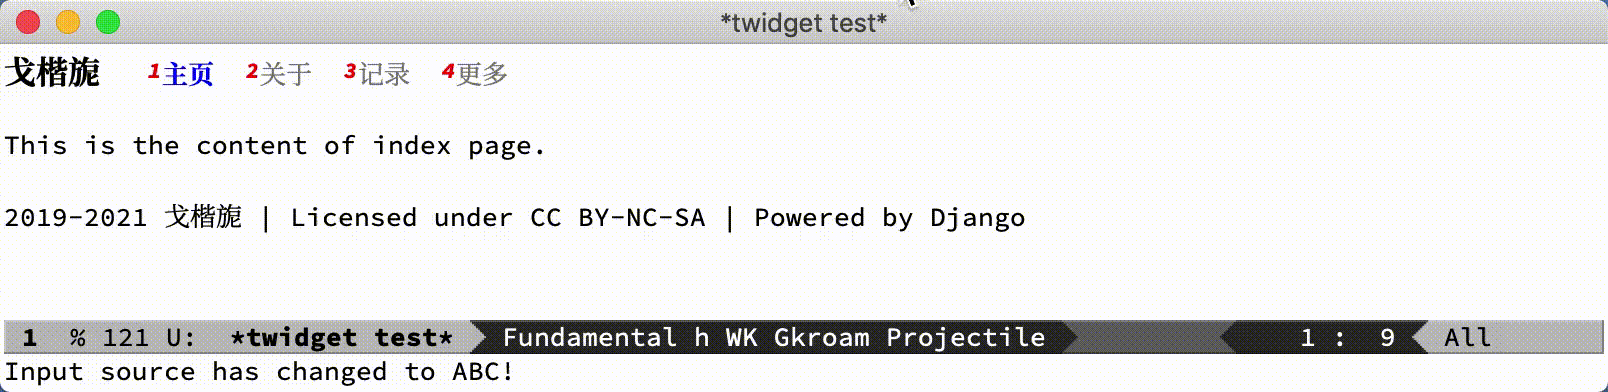 *twidget test*
戈楷旎 1主页 2关于 3记录 4更多
This is the content of index page.
2019-2021 戈楷旎 | Licensed under CC BY-NC-SA | Powered by Django
1 % 121 U: *twidget test* Fundamental h WK Gkroam Projectile 1 : 9 All
Input source has changed to ABC!